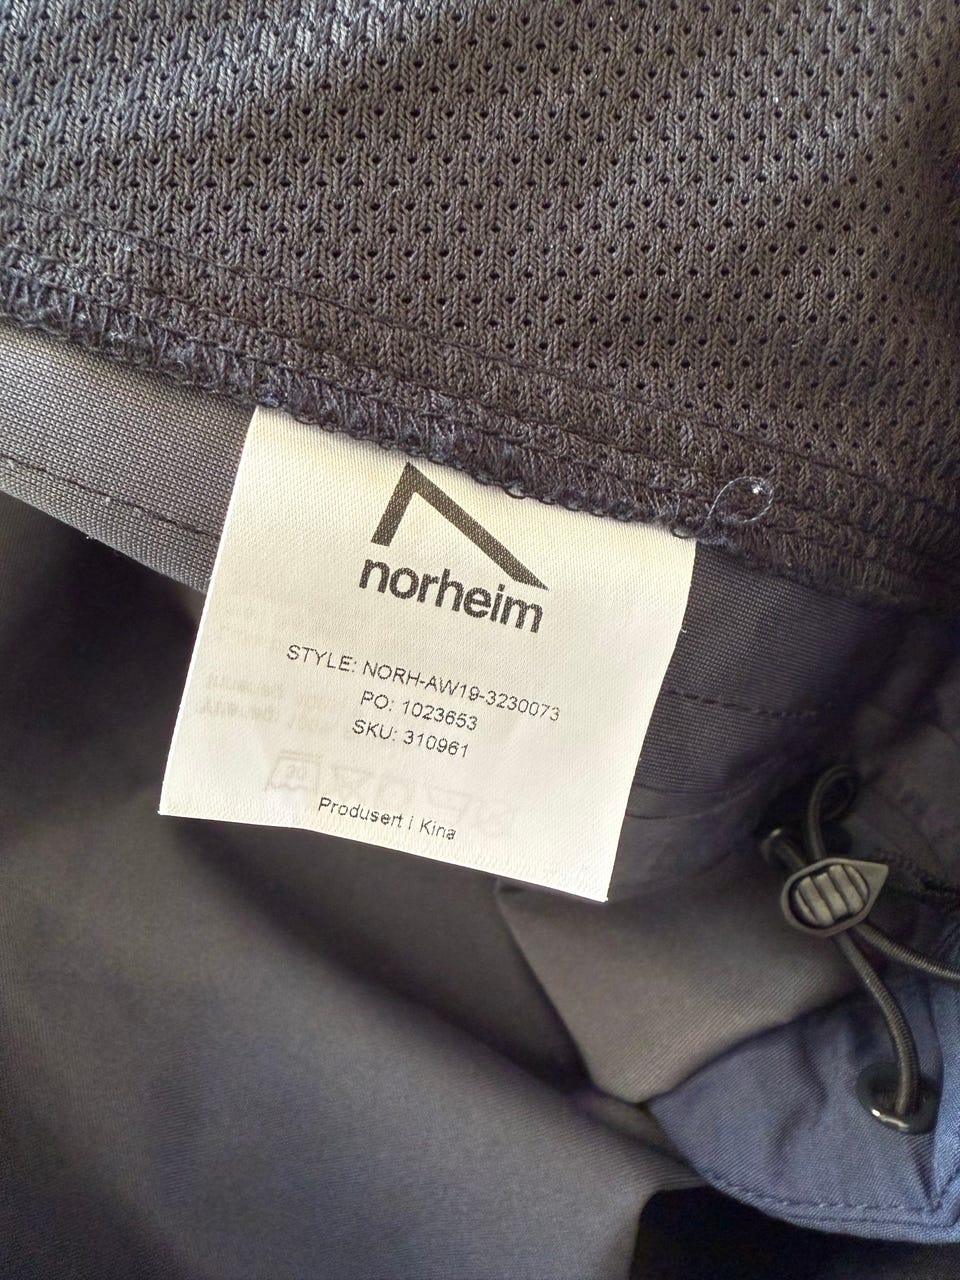 norheim
STYLE: NORH-AW19-3230073
PO: 1023653
SKU: 310961
Produsert i Kina